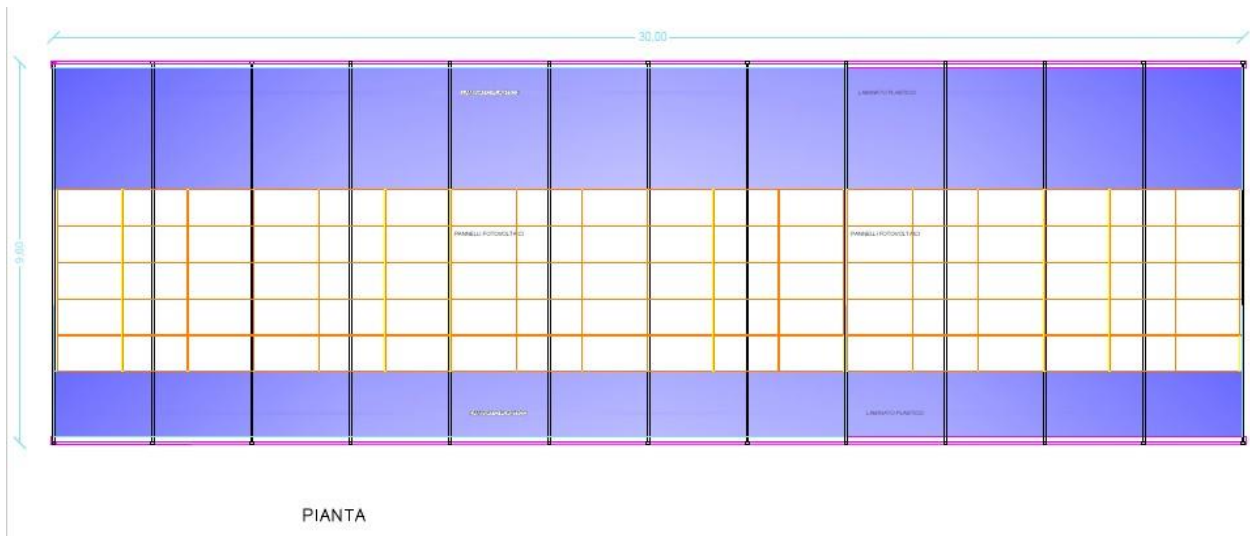 30,00
LAMINATO PLASTICO
9,60
PANNELLI FOTOVOLTAICI
PANNELLI FOTOVOLTAICI
LAMINATO PLASTICO
PIANTA